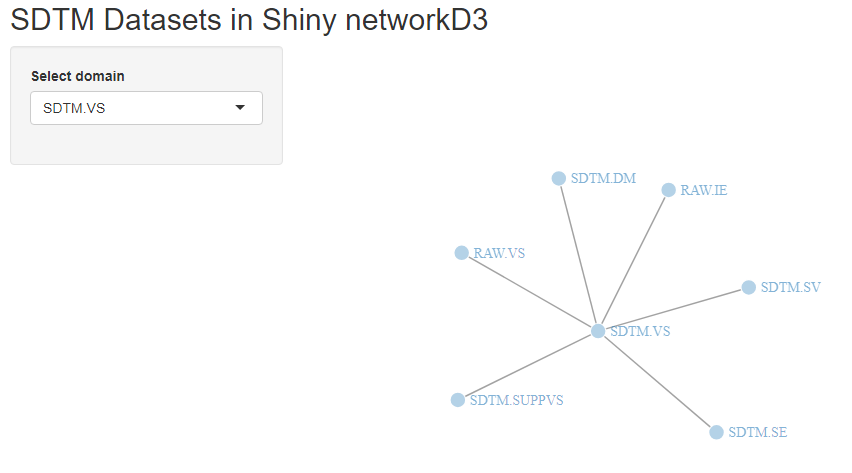 SDTM Datasets in Shiny networkD3
Select domain
SDTM.VS
SDTM.DM
RAW.IE
RAW.VS
SDTM.SV
SDTM.VS
SDTM.SUPPVS
SDTM.SE